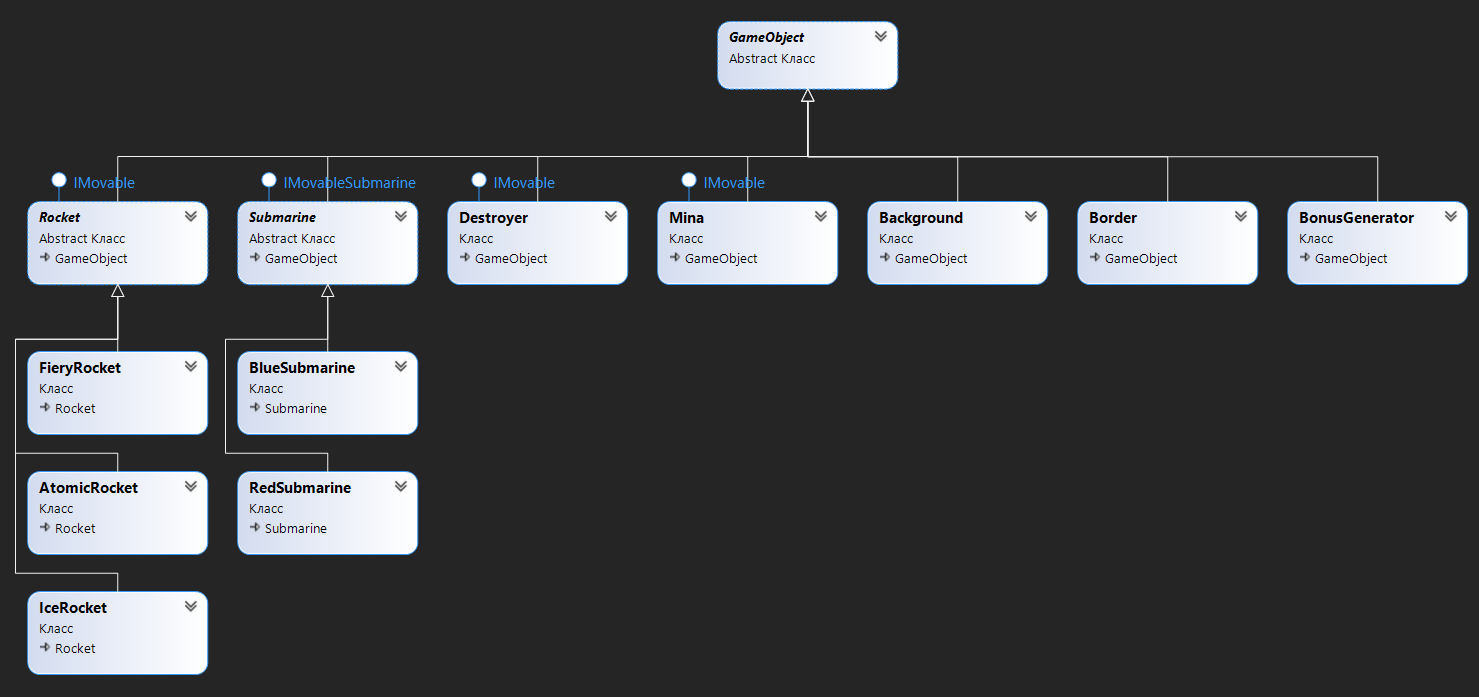 GameObject
Abstract Класс
IMovable
IMovableSubmarine
IMovable
IMovable
Rocket
Abstract Класс
GameObject
Submarine
Abstract Класс
GameObject
Destroyer
Класс
GameObject
Mina
Класс
GameObject
Background
Класс
GameObject
Border
Класс
GameObject
BonusGenerator
Класс
GameObject
FieryRocket
Класс
Rocket
BlueSubmarine
Класс
Submarine
AtomicRocket
Класс
Rocket
RedSubmarine
Класс
Submarine
IceRocket
Класс
Rocket